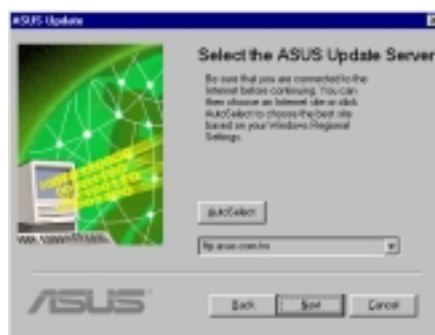 ASUS Update
Select the ASUS Update Server
Be sure that you are connected to the
Internet before continuing. You can
then choose an Internet site or click
AutoSelect to choose the best site
based on your Windows Regional
Settings.
AutoSelect
ftp.asus.com.tw
ASUS
Back
Next
Cancel